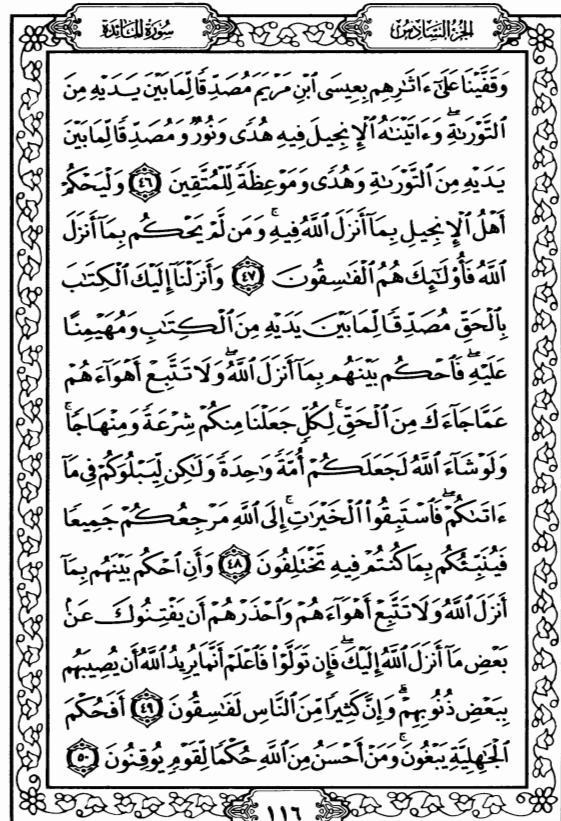 الجزء السادس
سورة المائدة
وَقَفَّيْنَا عَلَىٰٓ ءَاثَٰرِهِم بِعِيسَى ٱبْنِ مَرْيَمَ مُصَدِّقًا لِّمَا بَيْنَ يَدَيْهِ مِنَ
ٱلتَّوْرَىٰةِ ۖ وَءَاتَيْنَٰهُ ٱلْإِنجِيلَ فِيهِ هُدًى وَنُورٌ وَمُصَدِّقًا لِّمَا بَيْنَ
يَدَيْهِ مِنَ ٱلتَّوْرَىٰةِ وَهُدًى وَمَوْعِظَةً لِّلْمُتَّقِينَ ٤٦ وَلْيَحْكُمْ
أَهْلُ ٱلْإِنجِيلِ بِمَآ أَنزَلَ ٱللَّهُ فِيهِ ۚ وَمَن لَّمْ يَحْكُم بِمَآ أَنزَلَ
ٱللَّهُ فَأُو۟لَٰٓئِكَ هُمُ ٱلْفَٰسِقُونَ ٤٧ وَأَنزَلْنَآ إِلَيْكَ ٱلْكِتَٰبَ
بِٱلْحَقِّ مُصَدِّقًا لِّمَا بَيْنَ يَدَيْهِ مِنَ ٱلْكِتَٰبِ وَمُهَيْمِنًا
عَلَيْهِ ۖ فَٱحْكُم بَيْنَهُم بِمَآ أَنزَلَ ٱللَّهُ ۖ وَلَا تَتَّبِعْ أَهْوَآءَهُمْ
عَمَّا جَآءَكَ مِنَ ٱلْحَقِّ ۚ لِكُلٍّ جَعَلْنَا مِنكُمْ شِرْعَةً وَمِنْهَاجًا ۚ
وَلَوْ شَآءَ ٱللَّهُ لَجَعَلَكُمْ أُمَّةً وَٰحِدَةً وَلَٰكِن لِّيَبْلُوَكُمْ فِى مَآ
ءَاتَىٰكُمْ ۖ فَٱسْتَبِقُوا۟ ٱلْخَيْرَٰتِ ۚ إِلَى ٱللَّهِ مَرْجِعُكُمْ جَمِيعًا
فَيُنَبِّئُكُم بِمَا كُنتُمْ فِيهِ تَخْتَلِفُونَ ٤٨ وَأَنِ ٱحْكُم بَيْنَهُم بِمَآ
أَنزَلَ ٱللَّهُ وَلَا تَتَّبِعْ أَهْوَآءَهُمْ وَٱحْذَرْهُمْ أَن يَفْتِنُوكَ عَنۢ
بَعْضِ مَآ أَنزَلَ ٱللَّهُ إِلَيْكَ ۖ فَإِن تَوَلَّوْا۟ فَٱعْلَمْ أَنَّمَا يُرِيدُ ٱللَّهُ أَن يُصِيبَهُم
بِبَعْضِ ذُنُوبِهِمْ ۗ وَإِنَّ كَثِيرًا مِّنَ ٱلنَّاسِ لَفَٰسِقُونَ ٤٩ أَفَحُكْمَ
ٱلْجَٰهِلِيَّةِ يَبْغُونَ ۚ وَمَنْ أَحْسَنُ مِنَ ٱللَّهِ حُكْمًا لِّقَوْمٍ يُوقِنُونَ ٥٠
١١٦